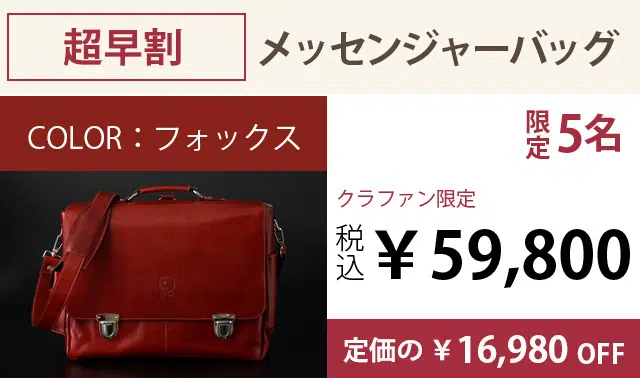 超早割
メッセンジャーバッグ
COLOR：フォックス
限定5名
クラファン限定
税込￥59,800
定価の￥16,980 OFF